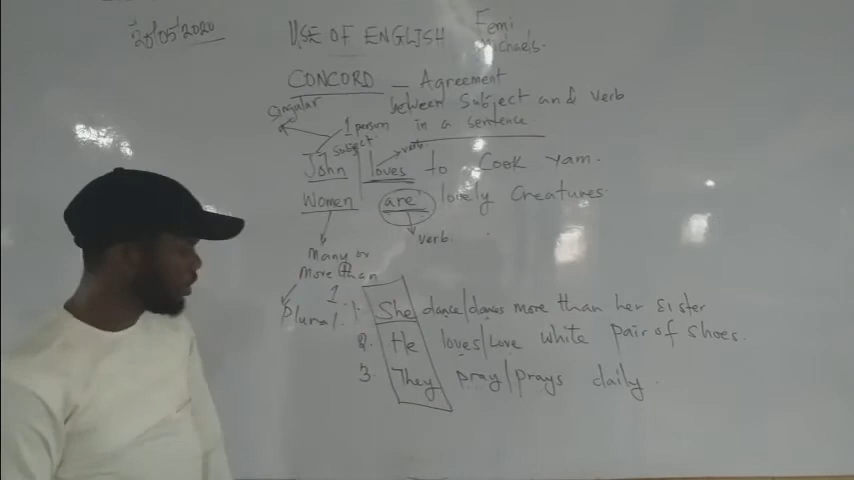 20/05/2020
USE OF ENGLISH
Femi
Michaels.
CONCORD — Agreement
between Subject and verb
in a sentence.
Singular
1 person
Subject
verb
John loves to Cook yam.
Women are lovely Creatures
verb.
Many or
More than
1
Plural
1. She dance/dances more than her sister
2. He loves/Love white pair of shoes.
3. They pray/prays daily.